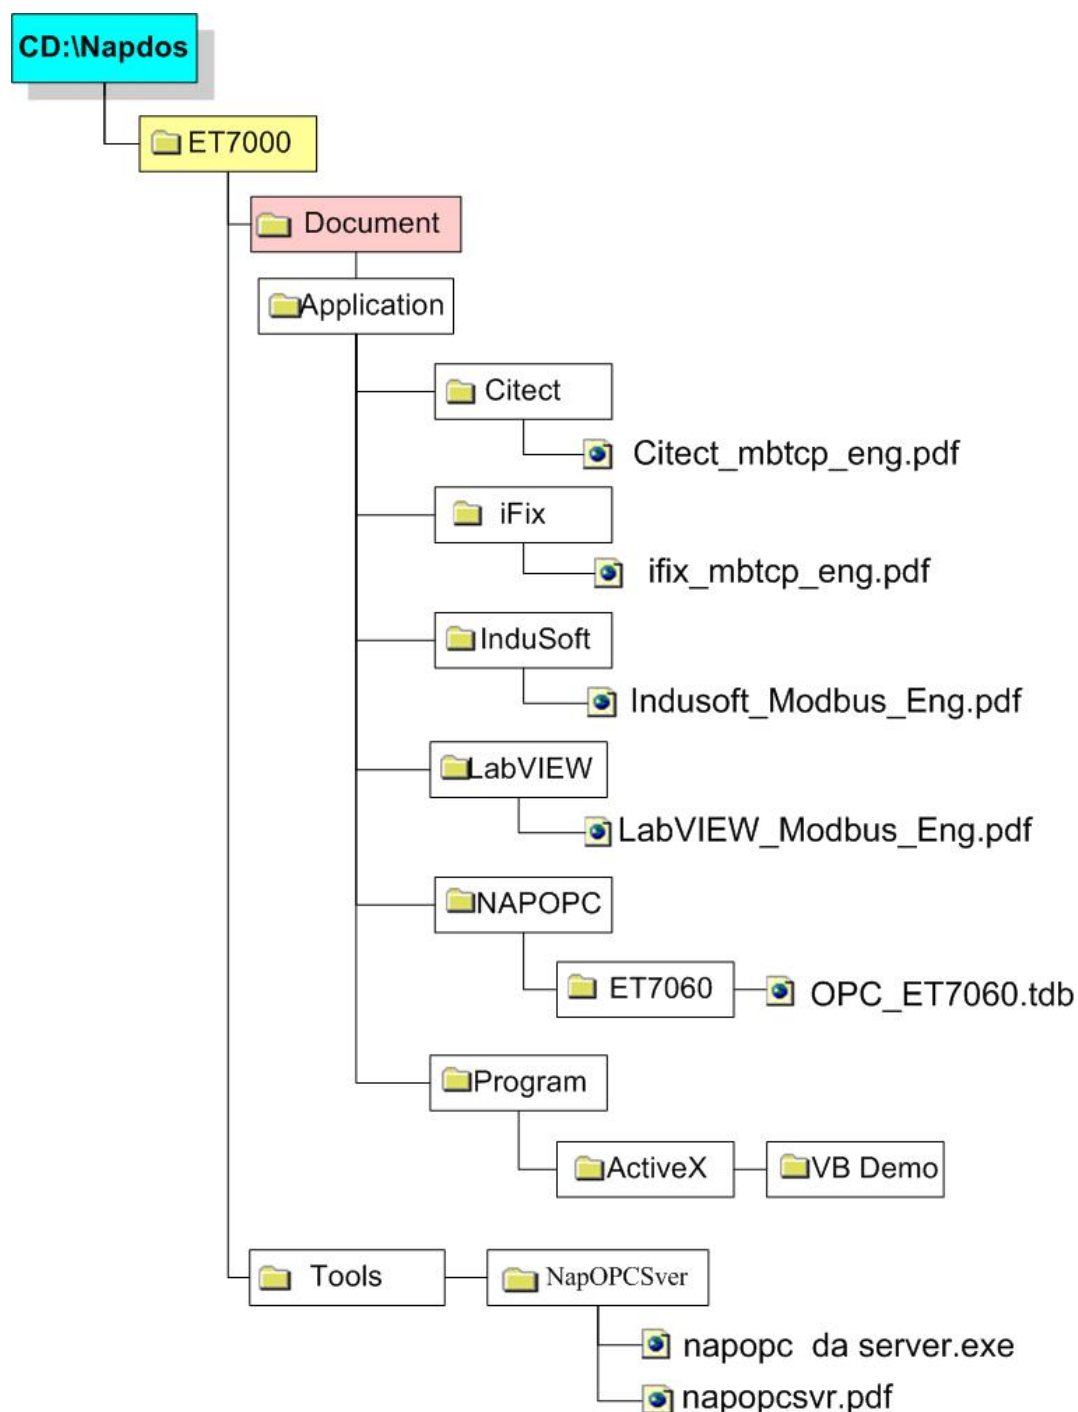 CD:\Napdos
ET7000
Document
Application
Citect
Citect_mbtcp_eng.pdf
iFix
ifix_mbtcp_eng.pdf
InduSoft
Indusoft_Modbus_Eng.pdf
LabVIEW
LabVIEW_Modbus_Eng.pdf
NAPOPC
ET7060
OPC_ET7060.tdb
Program
ActiveX
VB Demo
Tools
NapOPCSver
napopc da server.exe
napopcsvr.pdf